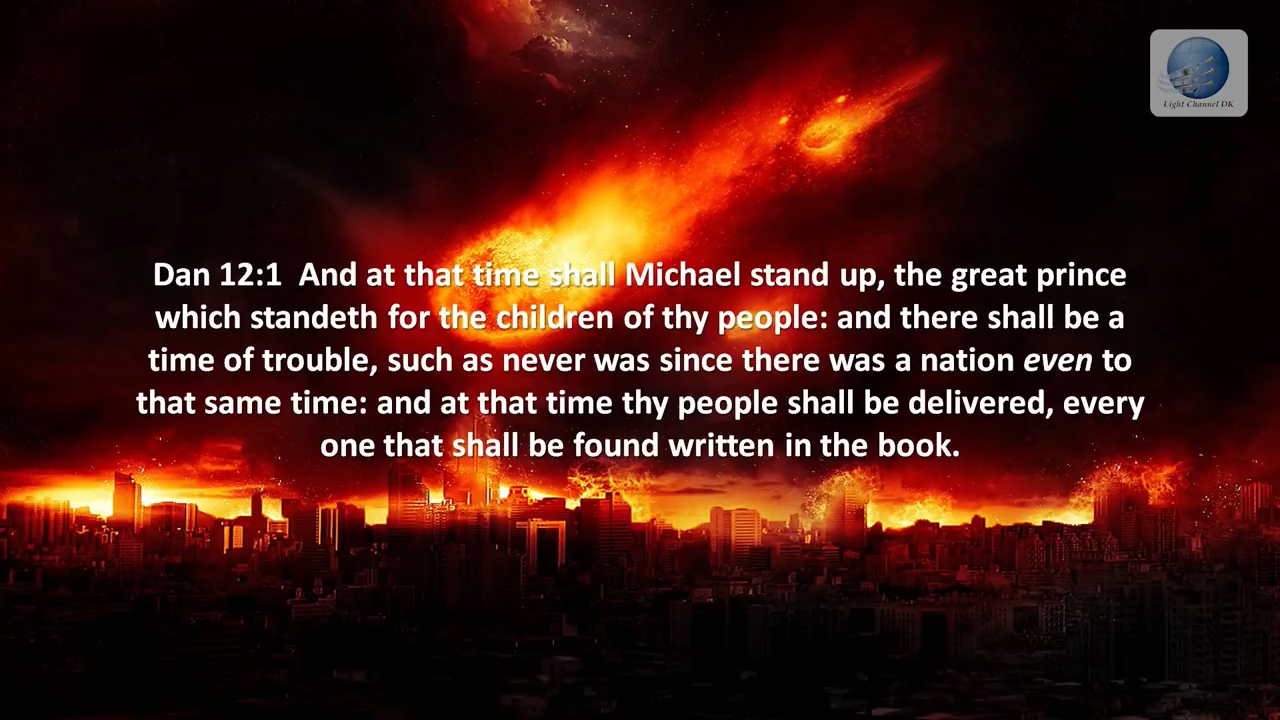 Light Channel DK
Dan 12:1  And at that time shall Michael stand up, the great prince
which standeth for the children of thy people: and there shall be a
time of trouble, such as never was since there was a nation even to
that same time: and at that time thy people shall be delivered, every
one that shall be found written in the book.